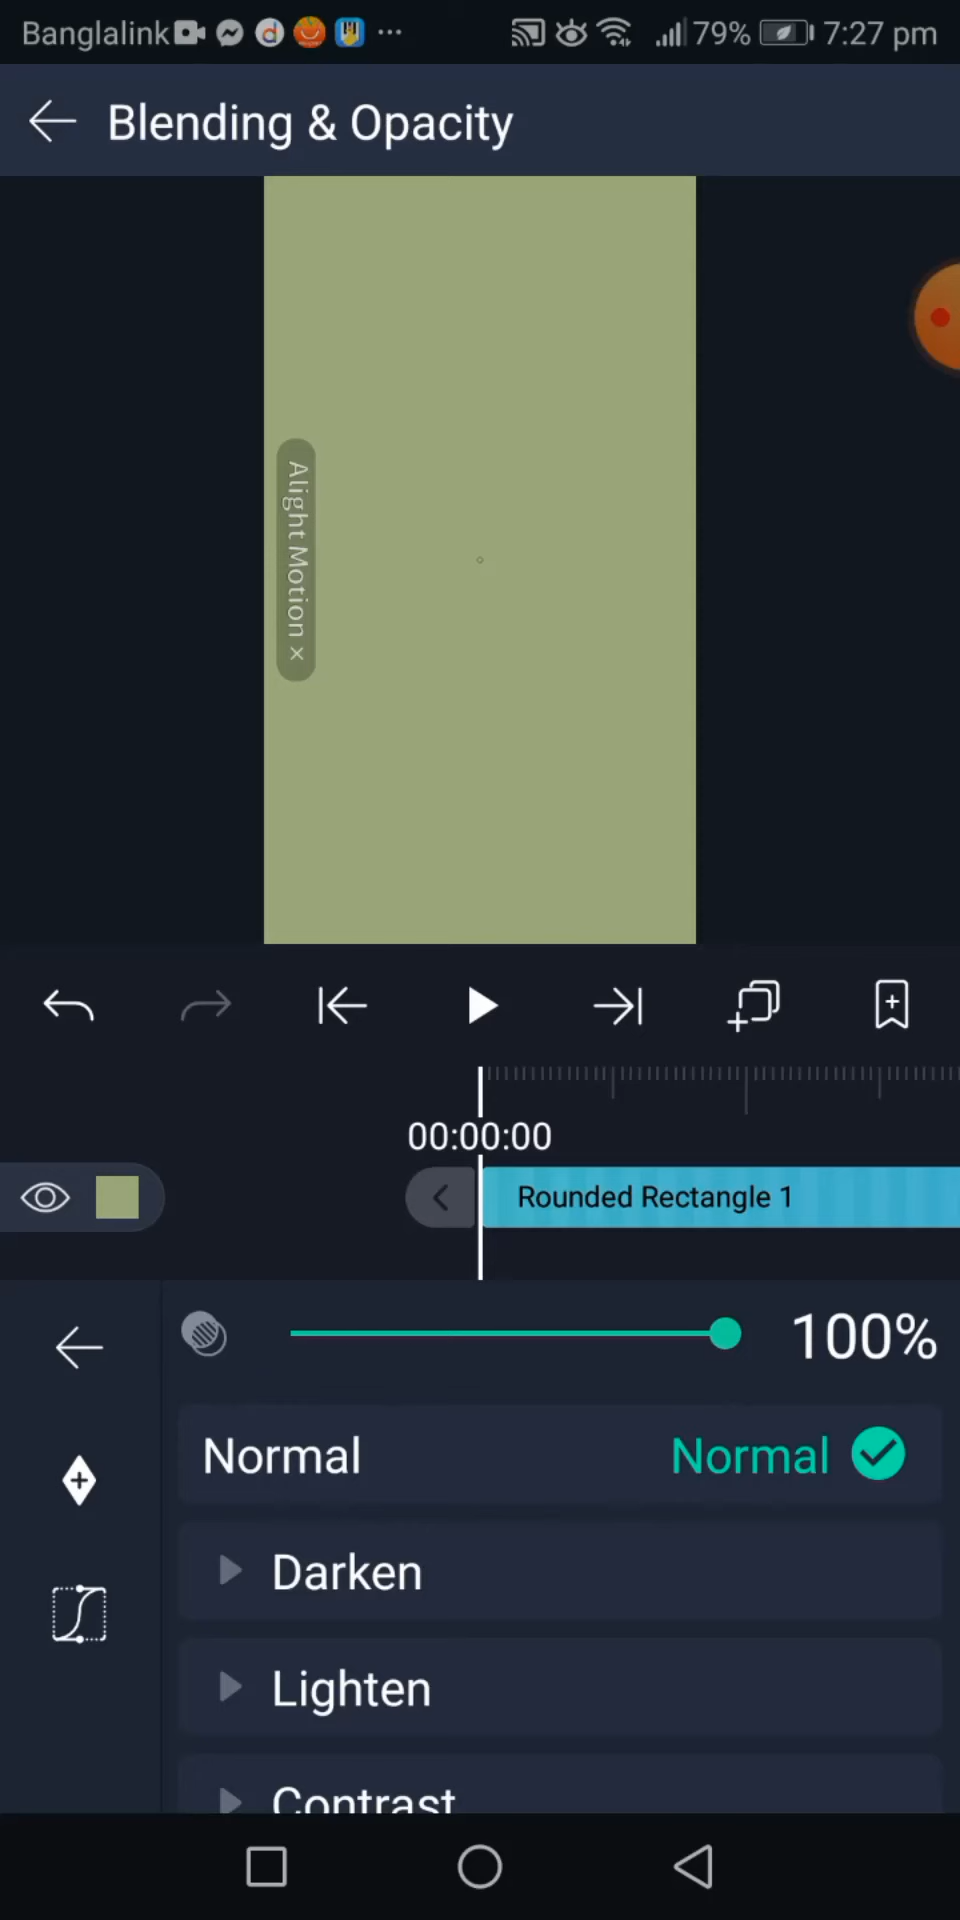 Banglalink 79% 7:27 pm
Blending & Opacity
Alight Motion ×
00:00:00
Rounded Rectangle 1
100%
Normal Normal
Darken
Lighten
Contrast